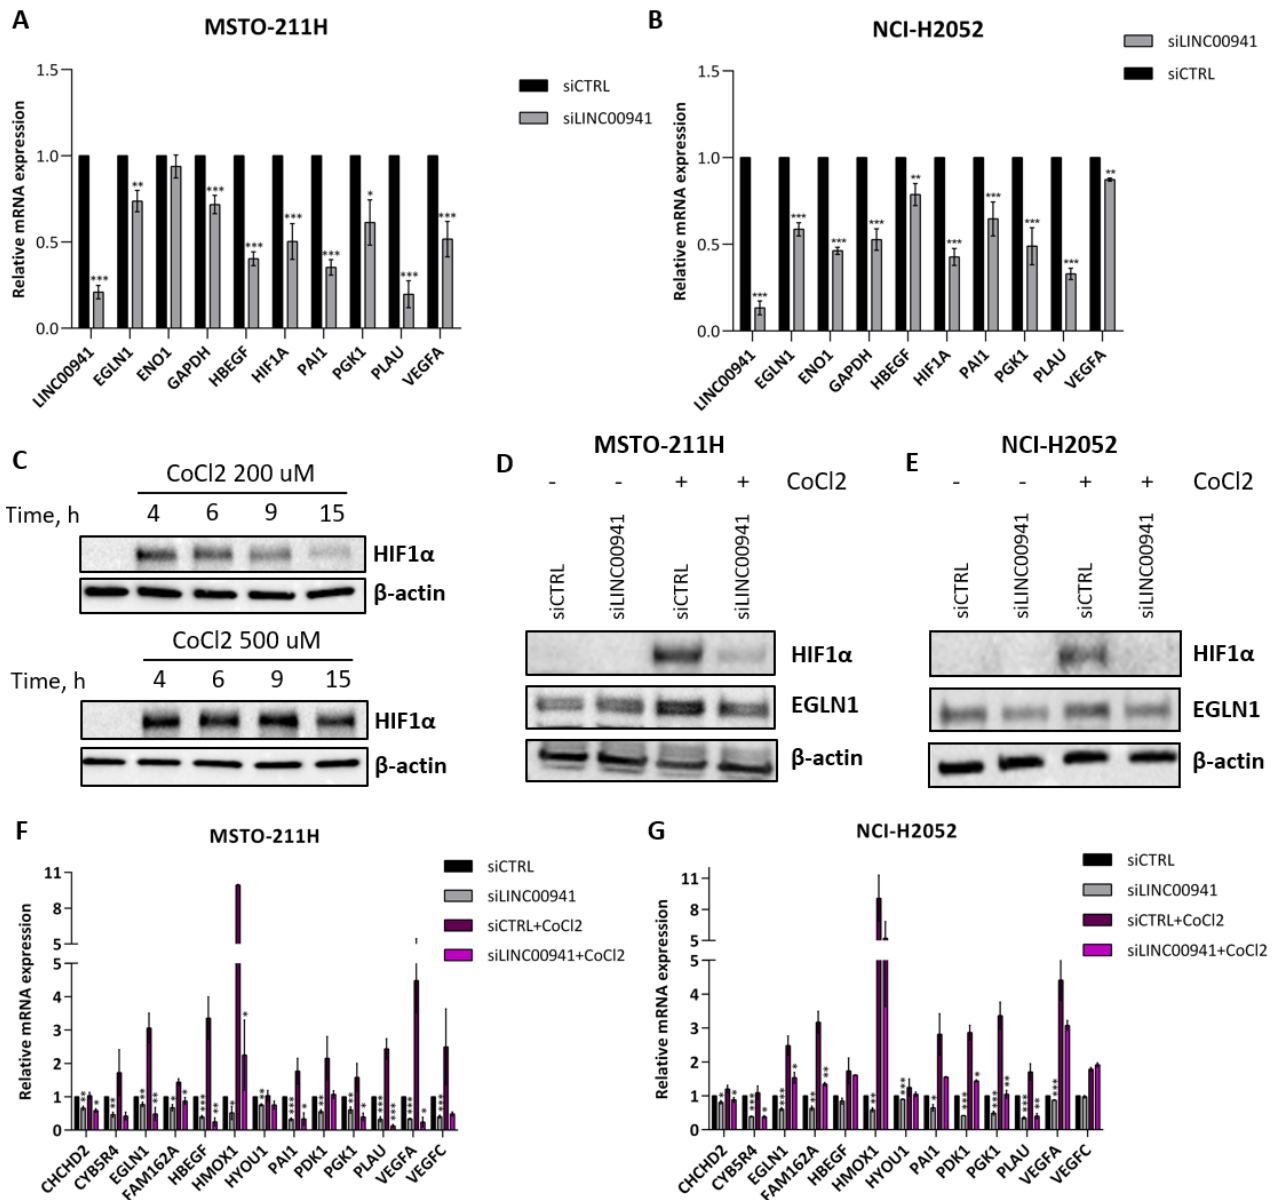 A
MSTO-211H
Relative mRNA expression
1.5
1.0
0.5
0.0
siCTRL
siLINC00941
***
**
***
***
***
***
*
***
***
LINC00941
EGLN1
ENO1
GAPDH
HBEGF
HIF1A
PAI1
PGK1
PLAU
VEGFA
B
NCI-H2052
Relative mRNA expression
1.5
1.0
0.5
0.0
siLINC00941
siCTRL
***
***
***
***
**
***
***
***
***
**
LINC00941
EGLN1
ENO1
GAPDH
HBEGF
HIF1A
PAI1
PGK1
PLAU
VEGFA
C
CoCl2 200 uM
Time, h 4 6 9 15
HIF1α
β-actin
CoCl2 500 uM
Time, h 4 6 9 15
HIF1α
β-actin
D
MSTO-211H
- - + + CoCl2
siCTRL
siLINC00941
siCTRL
siLINC00941
HIF1α
EGLN1
β-actin
E
NCI-H2052
- - + + CoCl2
siCTRL
siLINC00941
siCTRL
siLINC00941
HIF1α
EGLN1
β-actin
F
MSTO-211H
Relative mRNA expression
11
8
5
5
4
3
2
1
0
siCTRL
siLINC00941
siCTRL+CoCl2
siLINC00941+CoCl2
CHCHD2
CYB5R4
EGLN1
FAM162A
HBEGF
HMOX1
HYOU1
PAI1
PDK1
PGK1
PLAU
VEGFA
VEGFC
G
NCI-H2052
Relative mRNA expression
11
8
5
5
4
3
2
1
0
siCTRL
siLINC00941
siCTRL+CoCl2
siLINC00941+CoCl2
CHCHD2
CYB5R4
EGLN1
FAM162A
HBEGF
HMOX1
HYOU1
PAI1
PDK1
PGK1
PLAU
VEGFA
VEGFC